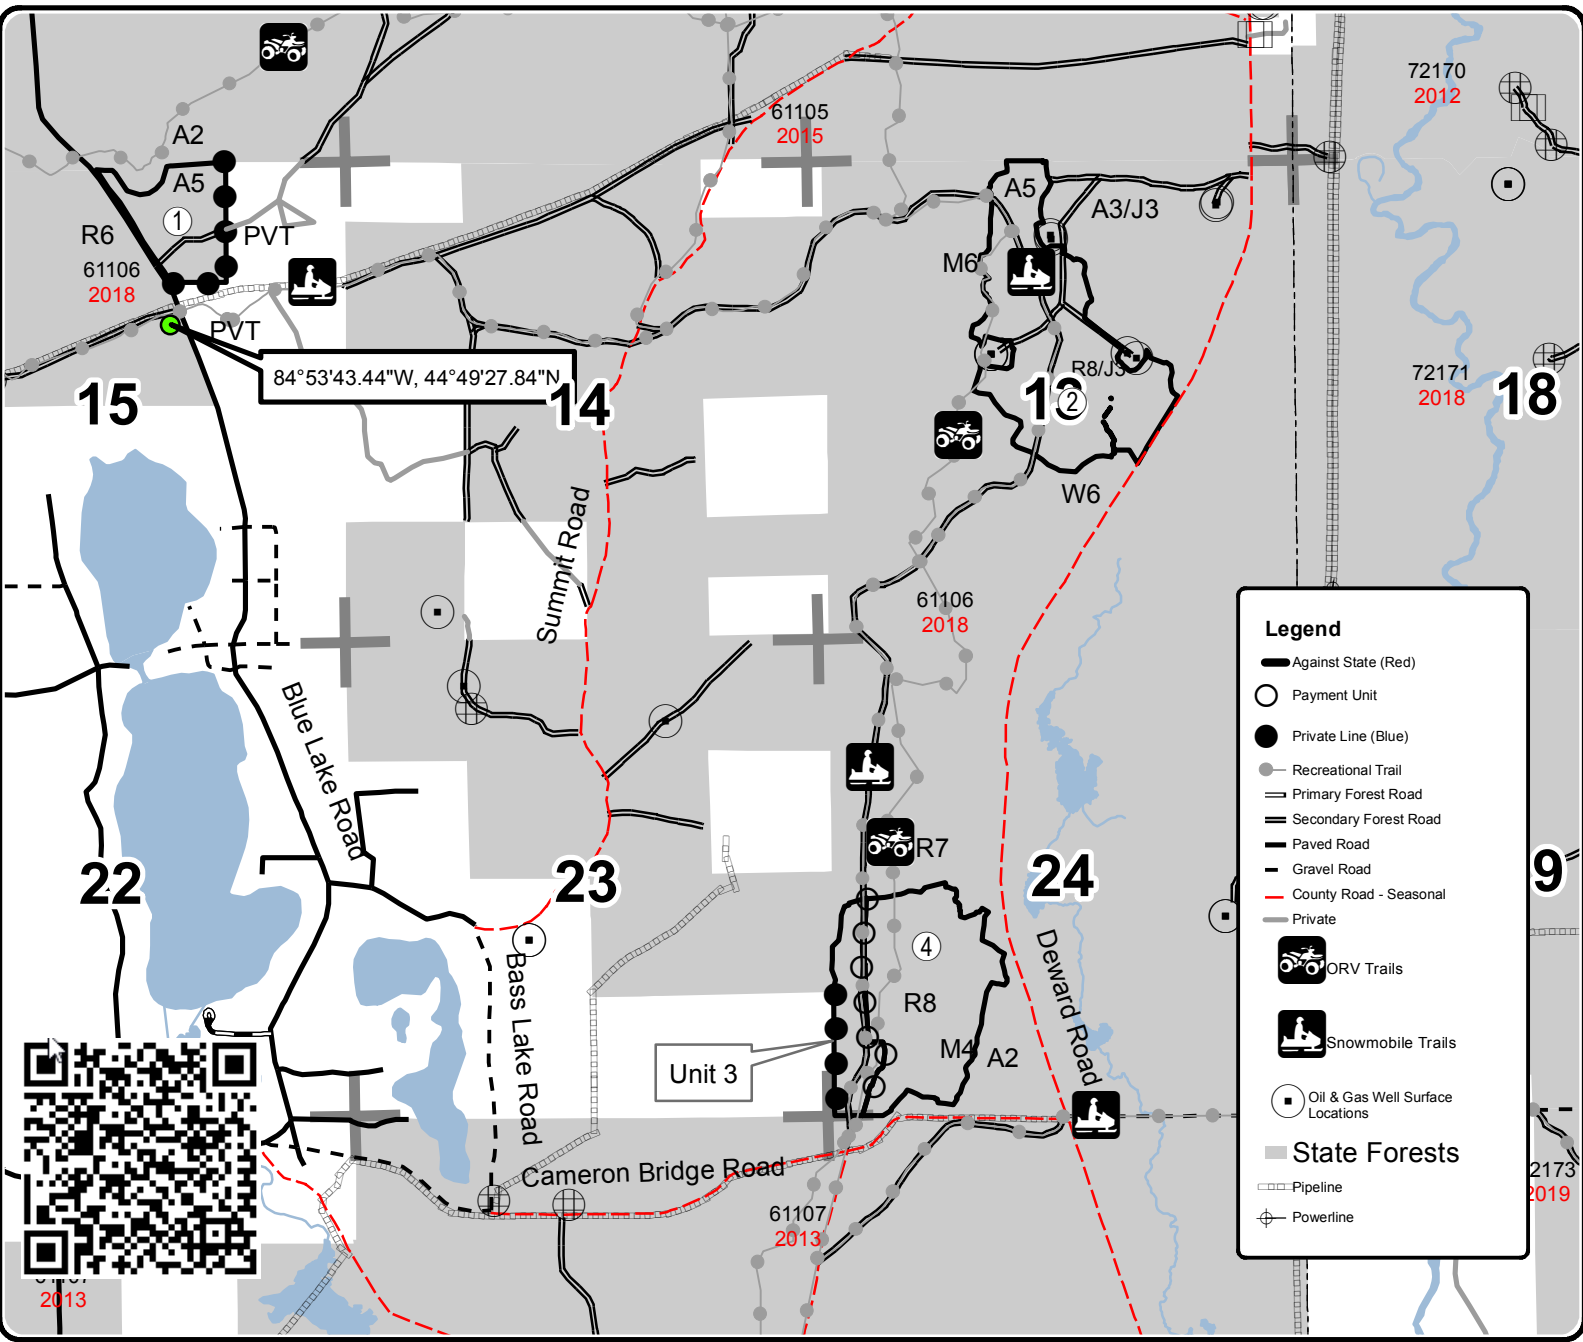 72170
2012
61105
2015
A2
A5
A5
A3/J3
1
R6
PVT
M6
61106
2018
PVT
84°53'43.44"W, 44°49'27.84"N
R8/J3
72171
2018
15
14
13
2
18
W6
Summit Road
61106
2018
Blue Lake Road
R7
22
23
24
4
Bass Lake Road
R8
Deward Road
M4
A2
Unit 3
Cameron Bridge Road
61107
2013
2013
Legend
Against State (Red)
Payment Unit
Private Line (Blue)
Recreational Trail
Primary Forest Road
Secondary Forest Road
Paved Road
Gravel Road
County Road - Seasonal
Private
ORV Trails
Snowmobile Trails
Oil & Gas Well Surface
Locations
State Forests
Pipeline
Powerline
9
2173
2019